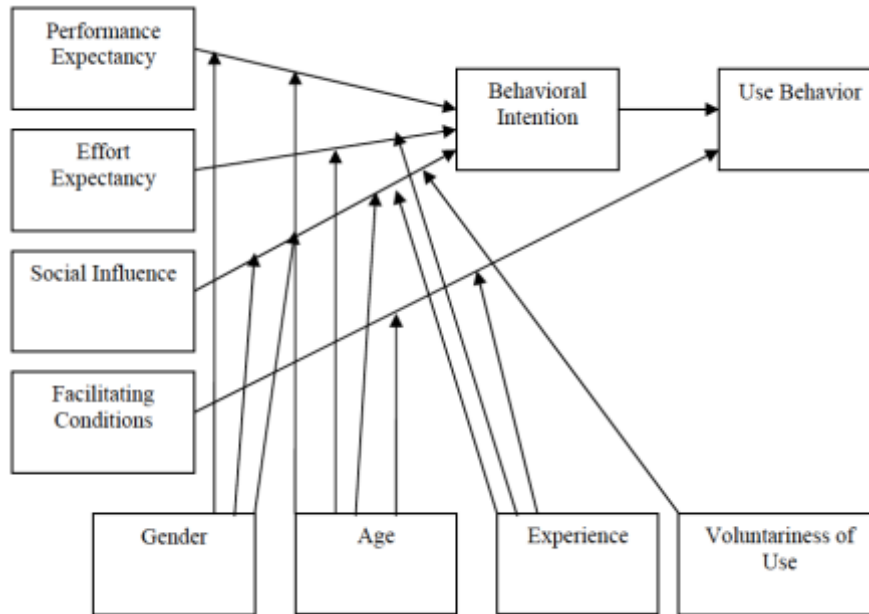 Performance
Expectancy
Behavioral
Intention
Use Behavior
Effort
Expectancy
Social Influence
Facilitating
Conditions
Gender
Age
Experience
Voluntariness of
Use